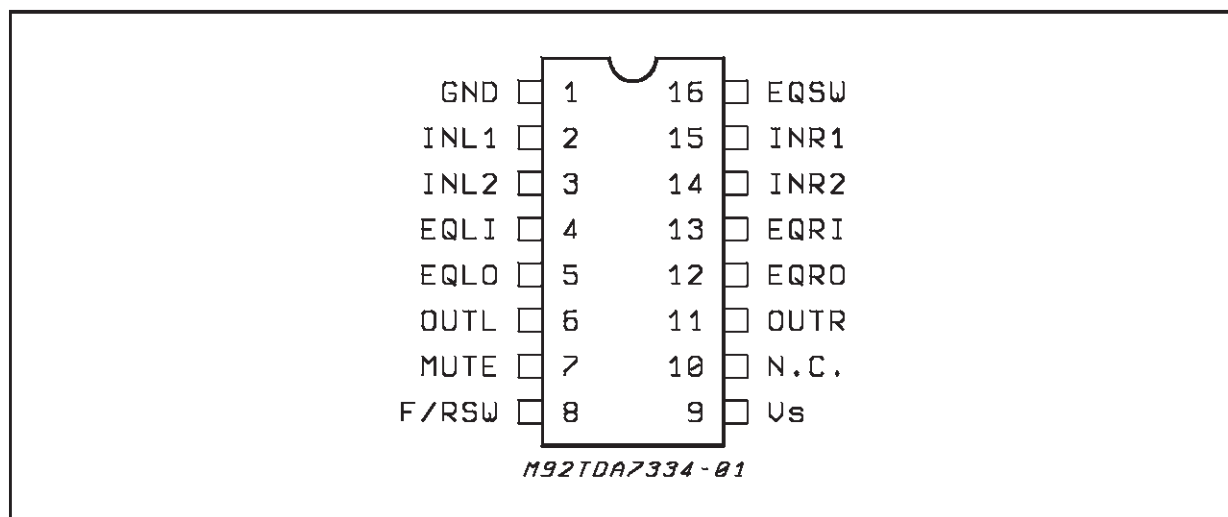 GND 1 16 EQSW
INL1 2 15 INR1
INL2 3 14 INR2
EQLI 4 13 EQRI
EQLO 5 12 EQRO
OUTL 6 11 OUTR
MUTE 7 10 N.C.
F/RSW 8 9 Vs
M92TDA7334-01